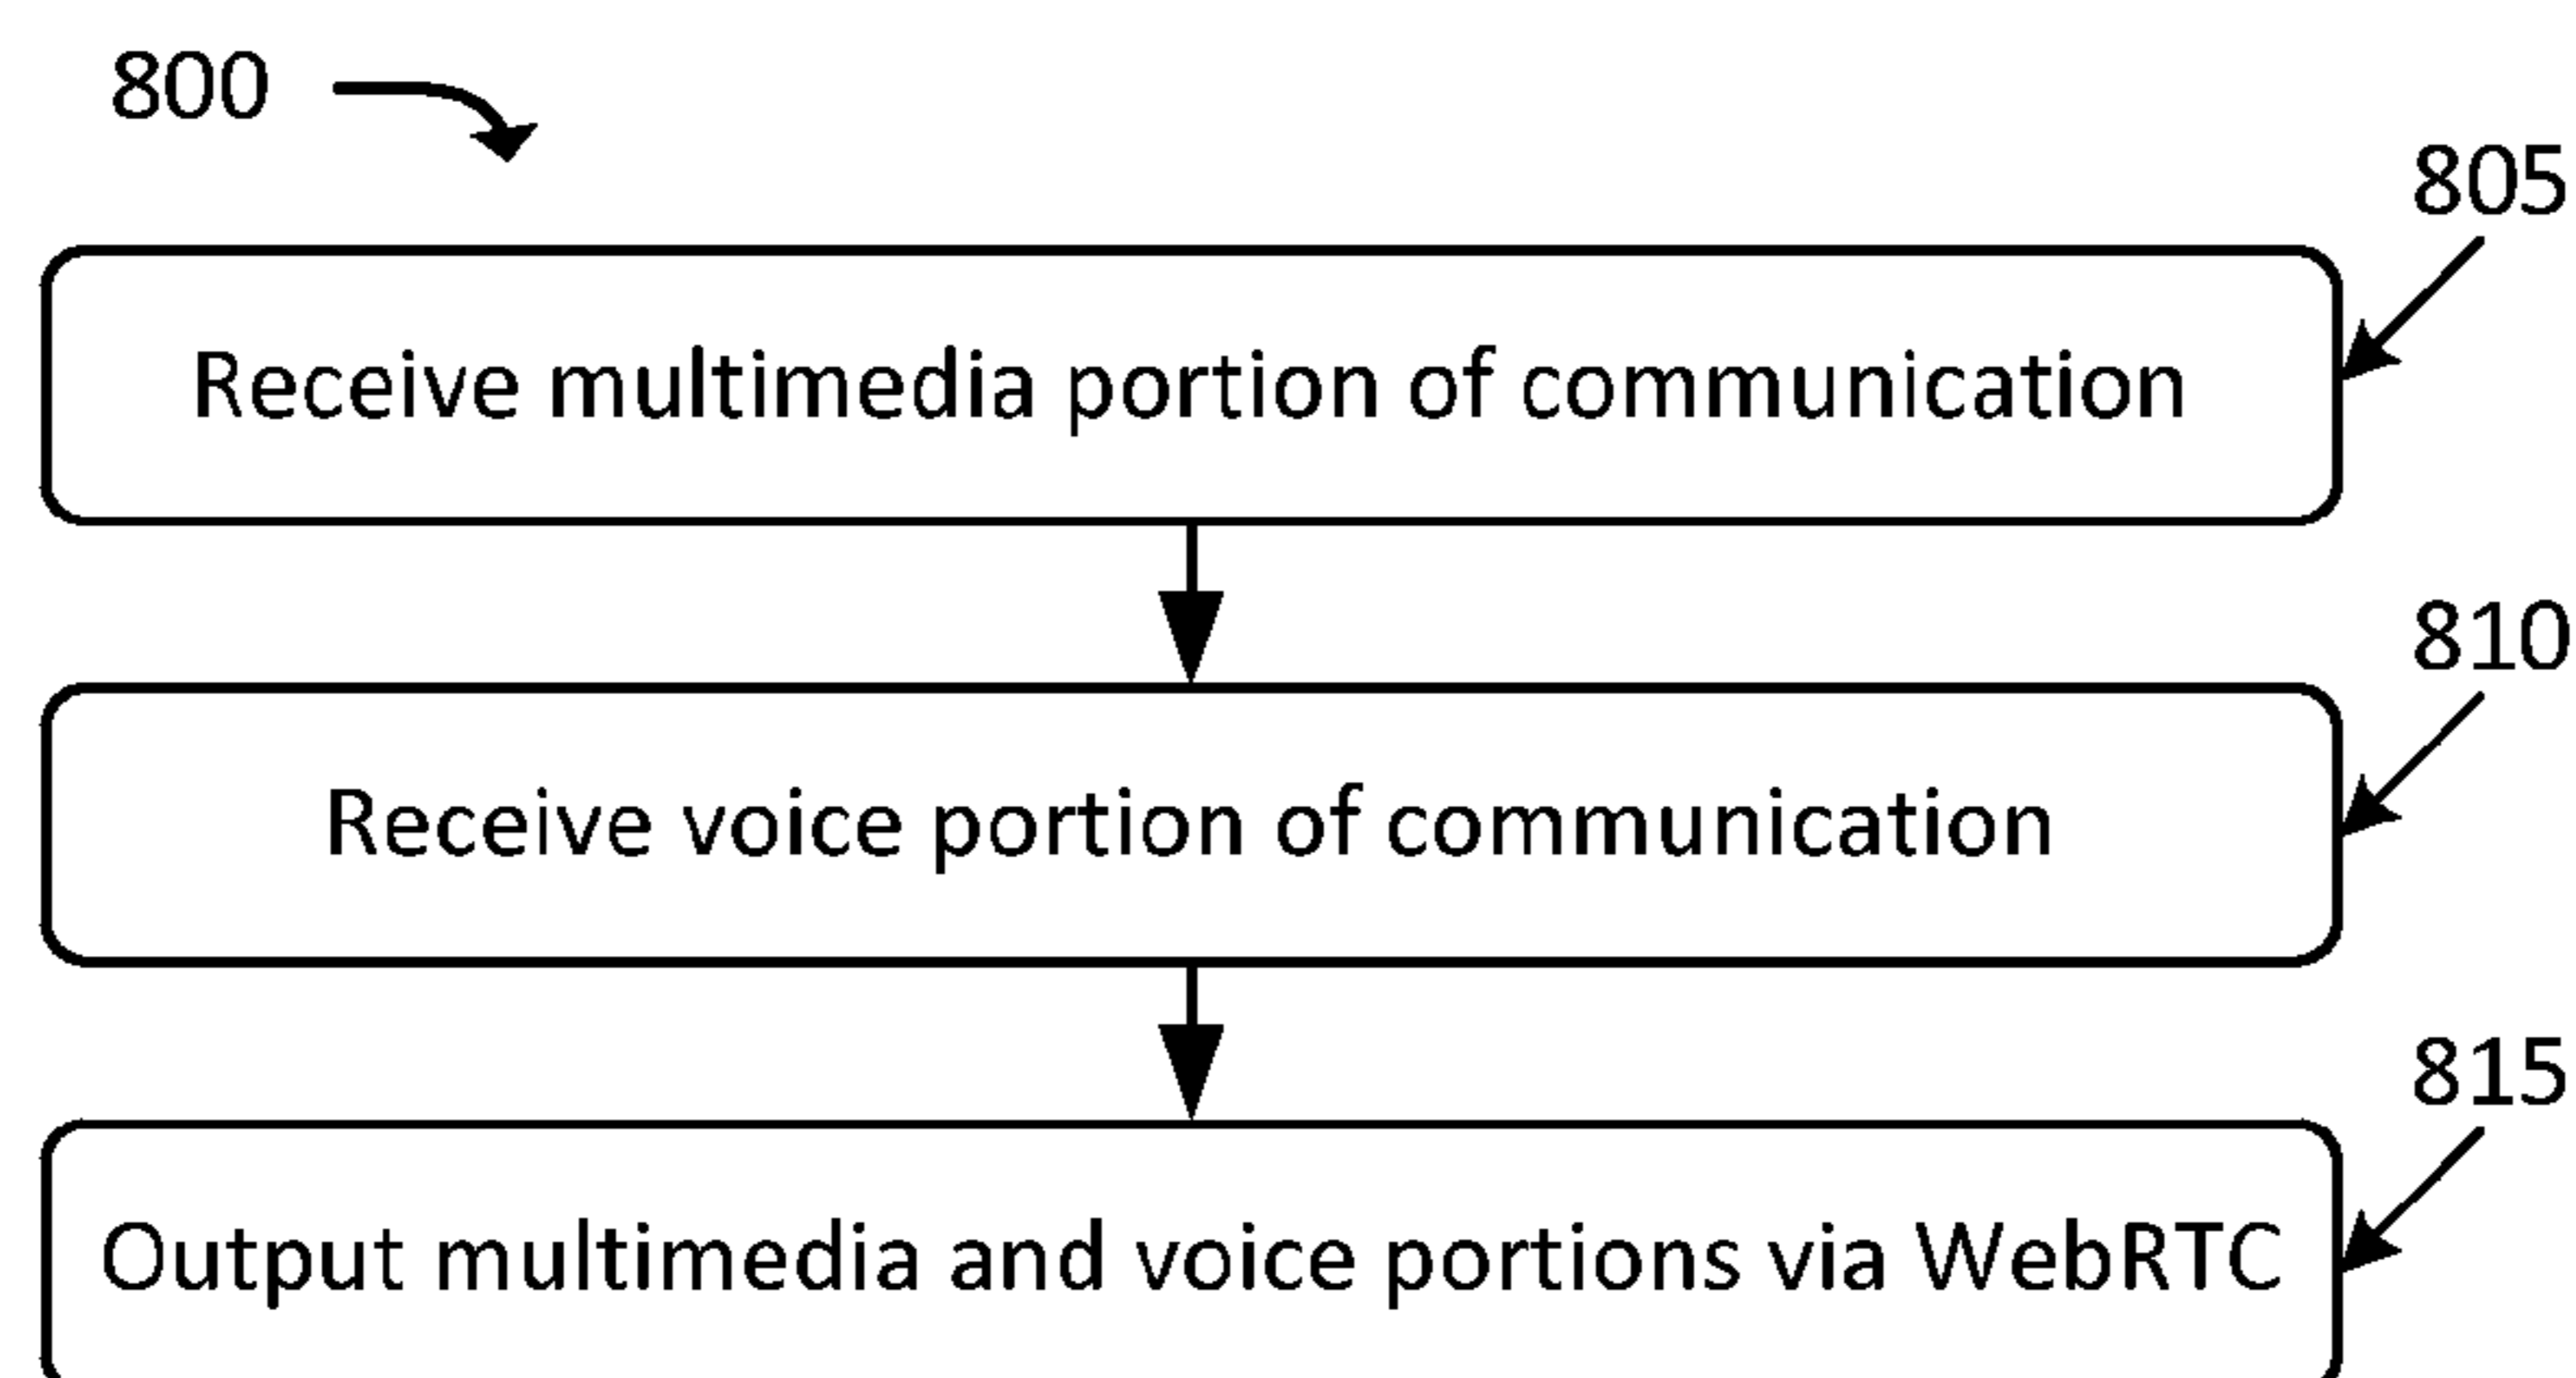 800
805
Receive multimedia portion of communication
810
Receive voice portion of communication
815
Output multimedia and voice portions via WebRTC